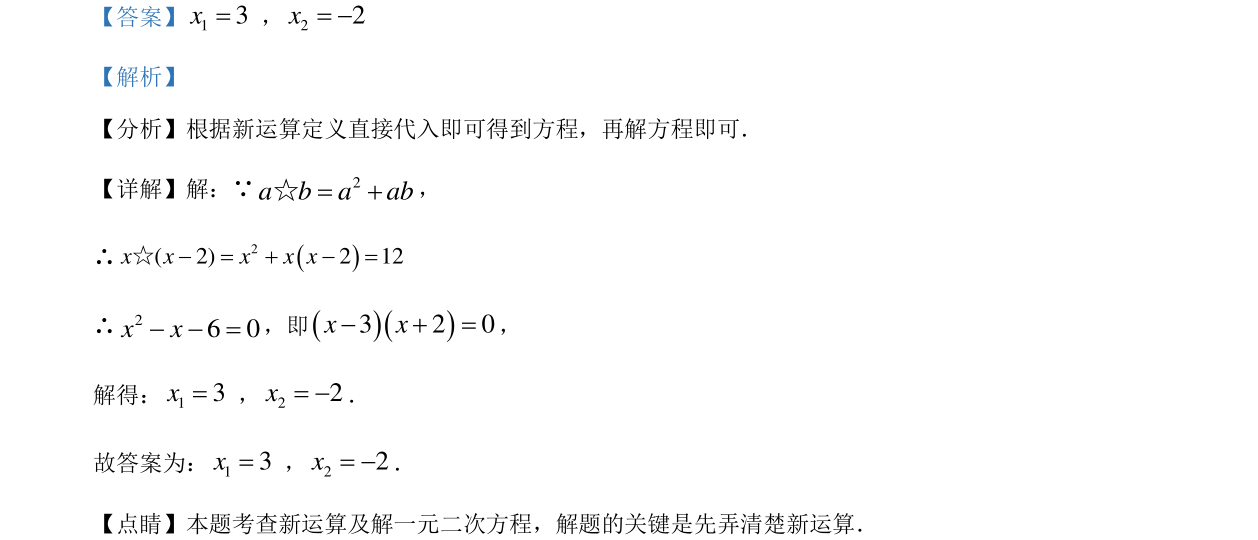 【答案】x₁ = 3 ，x₂ = −2
【解析】
【分析】根据新运算定义直接代入即可得到方程，再解方程即可．
【详解】解：∵ a☆b = a² + ab，
∴ x☆(x − 2) = x² + x(x − 2) = 12
∴ x² − x − 6 = 0，即(x − 3)(x + 2) = 0，
解得：x₁ = 3 ，x₂ = −2．
故答案为：x₁ = 3 ，x₂ = −2．
【点睛】本题考查新运算及解一元二次方程，解题的关键是先弄清楚新运算．